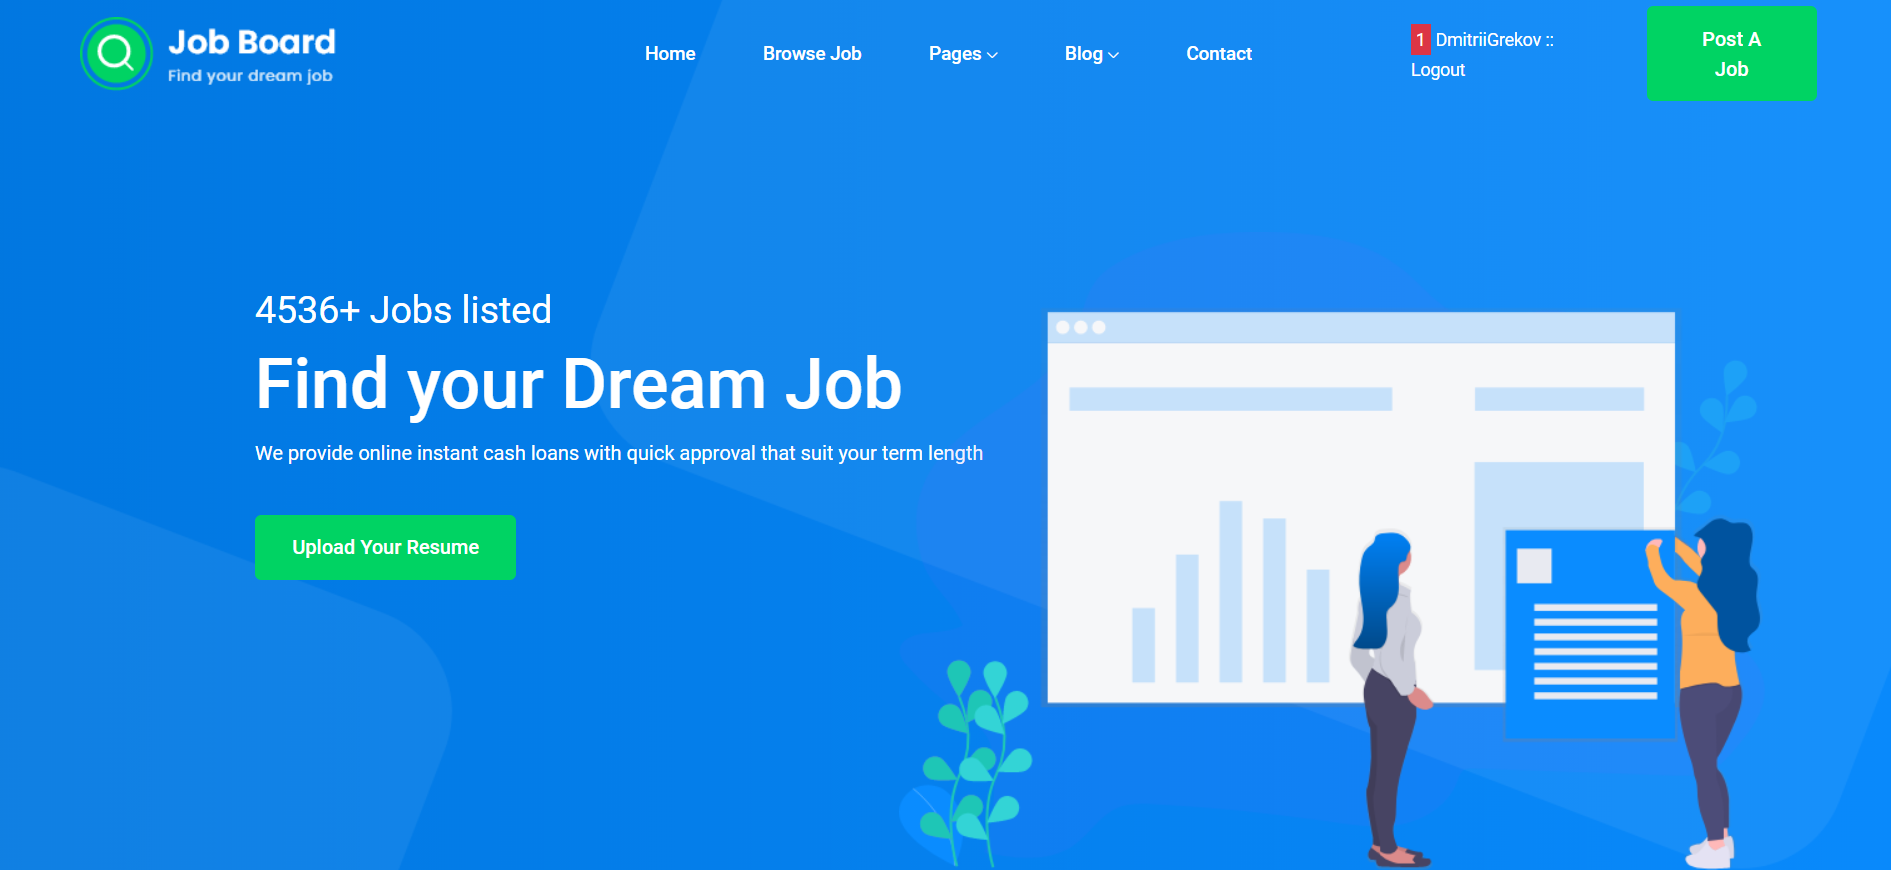 Job Board
Find your dream job
Home
Browse Job
Pages
Blog
Contact
1 DmitriiGrekov ::
Logout
Post A
Job
4536+ Jobs listed
Find your Dream Job
We provide online instant cash loans with quick approval that suit your term length
Upload Your Resume